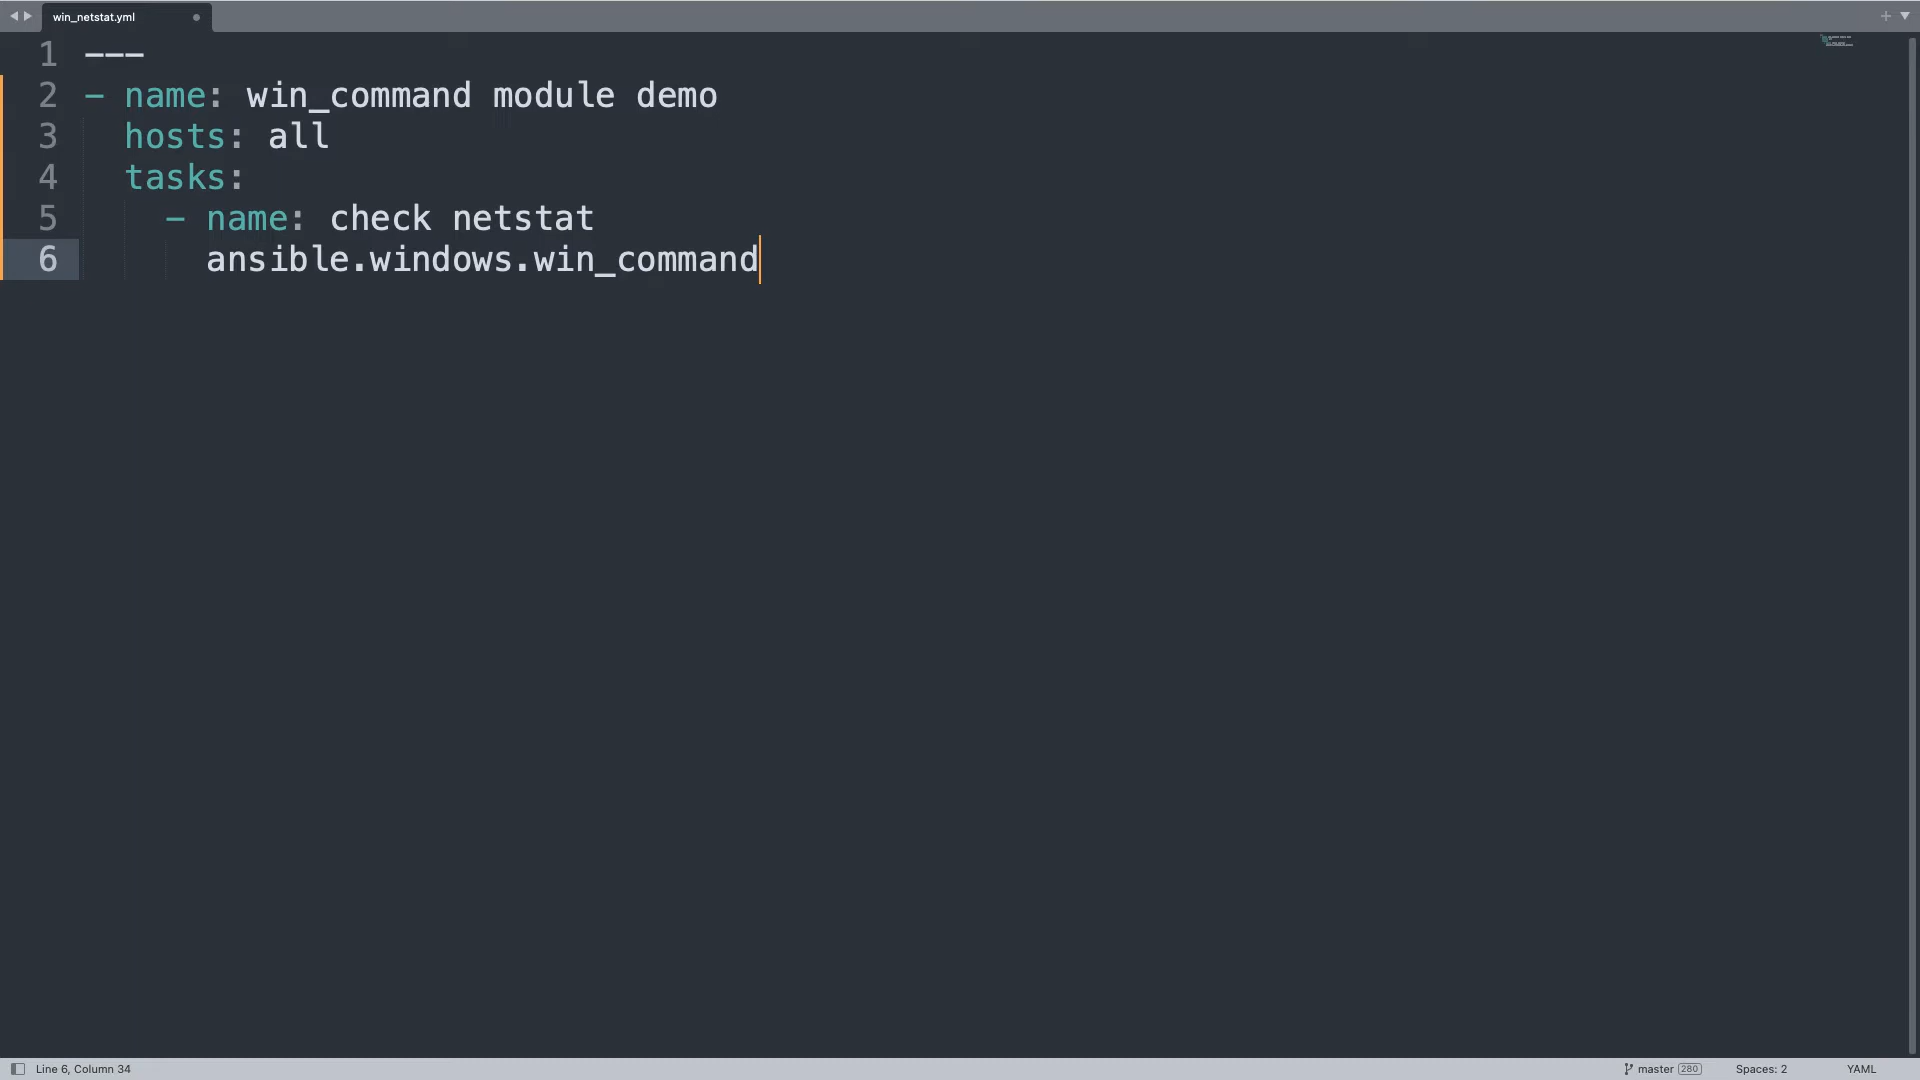 win_netstat.yml
1 ---
2 - name: win_command module demo
3 hosts: all
4 tasks:
5 - name: check netstat
6 ansible.windows.win_command
Line 6, Column 34
master 280
Spaces: 2
YAML